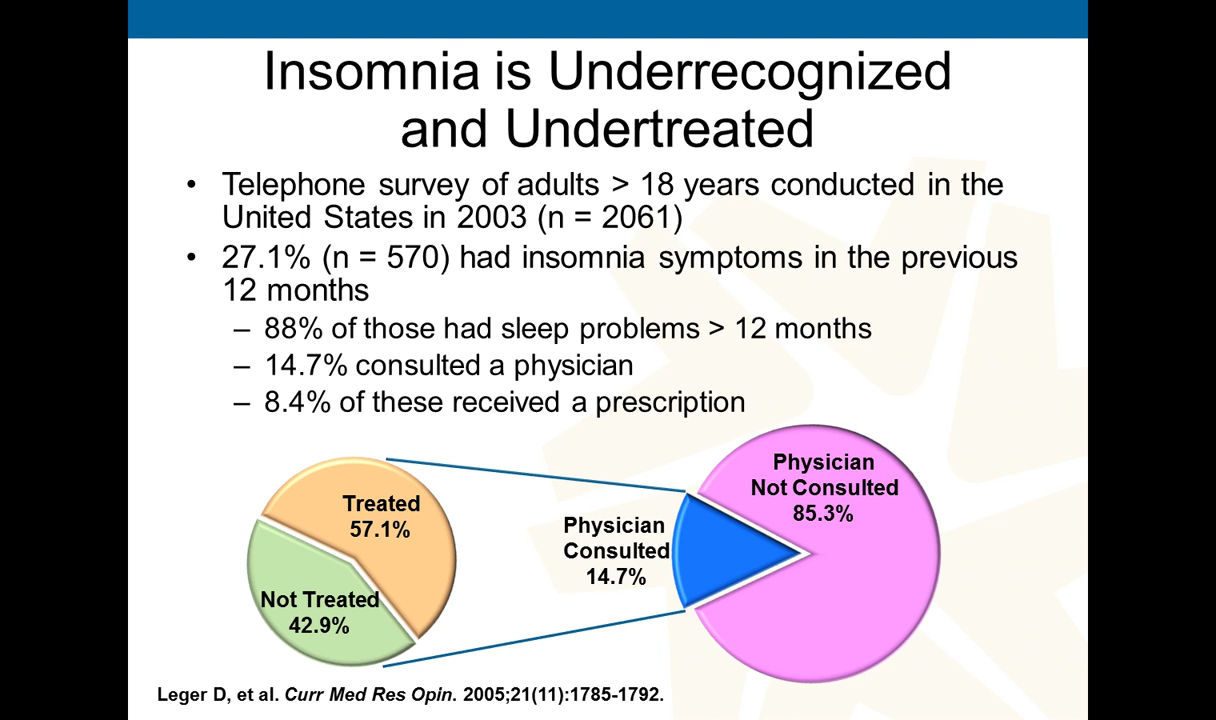 Insomnia is Underrecognized
and Undertreated
• Telephone survey of adults > 18 years conducted in the
United States in 2003 (n = 2061)
• 27.1% (n = 570) had insomnia symptoms in the previous
12 months
– 88% of those had sleep problems > 12 months
– 14.7% consulted a physician
– 8.4% of these received a prescription
Treated
57.1%
Not Treated
42.9%
Physician
Consulted
14.7%
Physician
Not Consulted
85.3%
Leger D, et al. Curr Med Res Opin. 2005;21(11):1785-1792.